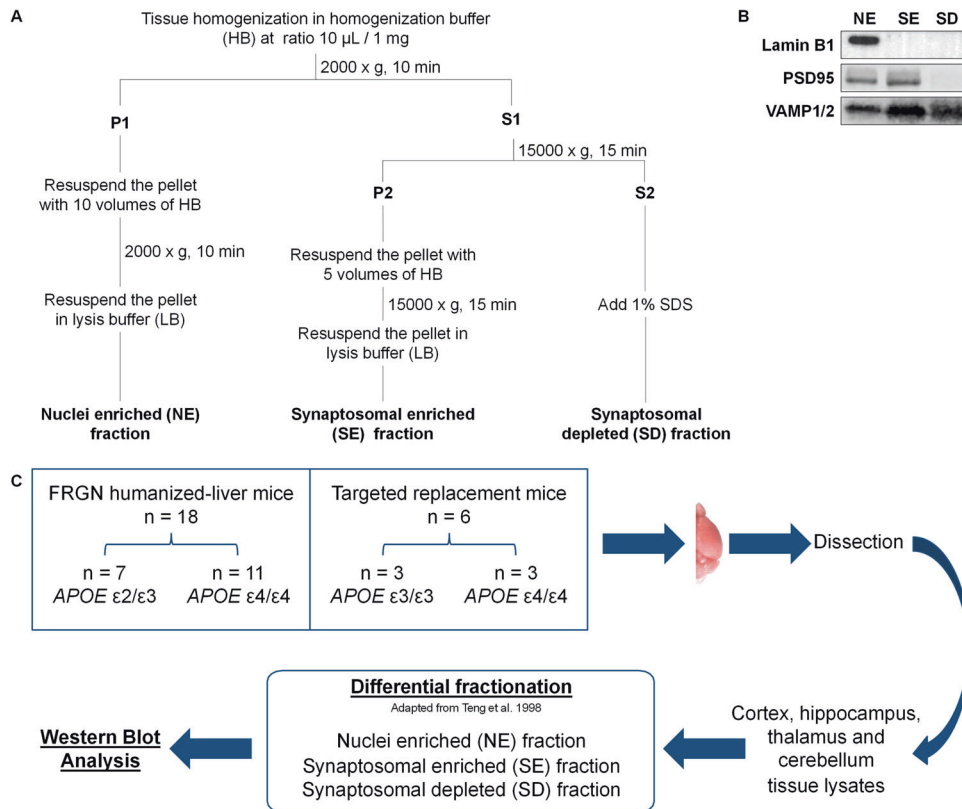 A
Tissue homogenization in homogenization buffer
(HB) at ratio 10 µL / 1 mg
2000 x g, 10 min
P1
S1
15000 x g, 15 min
Resuspend the pellet
with 10 volumes of HB
P2
S2
2000 x g, 10 min
Resuspend the pellet with
5 volumes of HB
Resuspend the pellet
in lysis buffer (LB)
15000 x g, 15 min
Add 1% SDS
Resuspend the pellet in
lysis buffer (LB)
Nuclei enriched (NE)
fraction
Synaptosomal enriched
(SE) fraction
Synaptosomal
depleted (SD) fraction
B
NE SE SD
Lamin B1
PSD95
VAMP1/2
C
FRGN humanized-liver mice
n = 18
n = 7
APOE ε2/ε3
n = 11
APOE ε4/ε4
Targeted replacement mice
n = 6
n = 3
APOE ε3/ε3
n = 3
APOE ε4/ε4
Dissection
Cortex, hippocampus,
thalamus and
cerebellum
tissue lysates
Differential fractionation
Adapted from Teng et al. 1998
Nuclei enriched (NE) fraction
Synaptosomal enriched (SE) fraction
Synaptosomal depleted (SD) fraction
Western Blot
Analysis